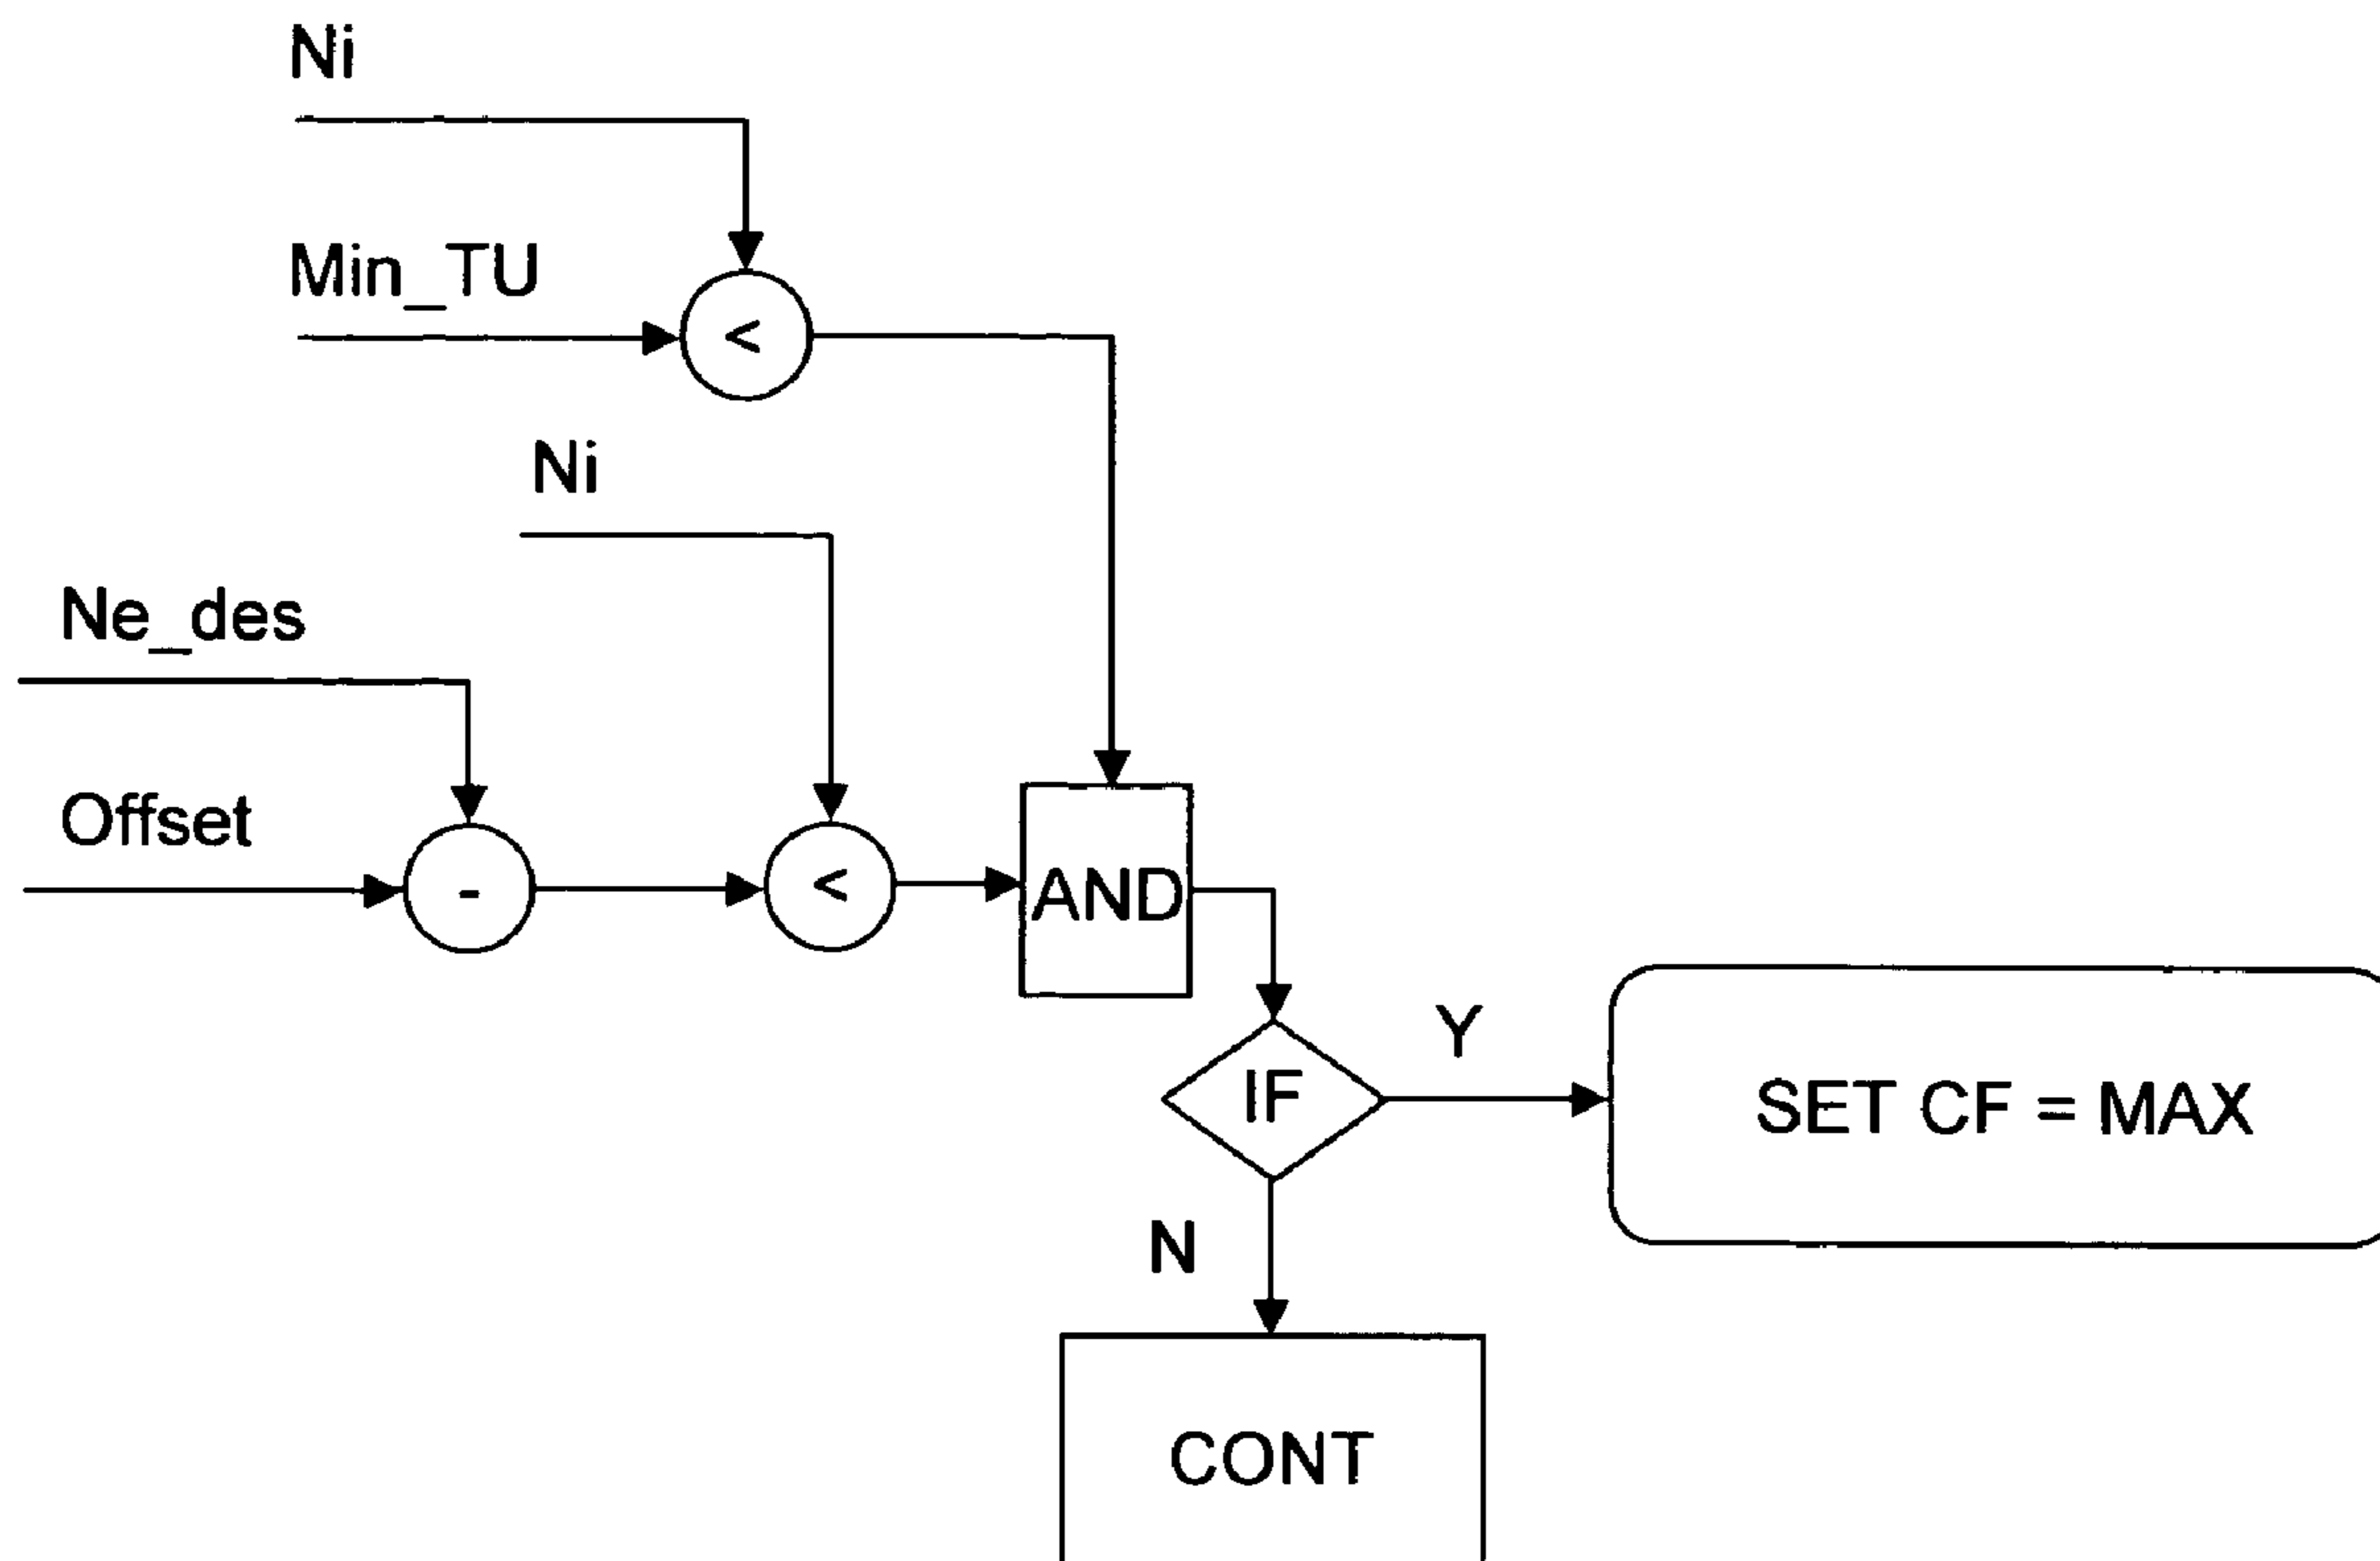 Ni
Min_TU
<
Ni
Ne_des
Offset
-
<
AND
IF
Y
SET CF = MAX
N
CONT